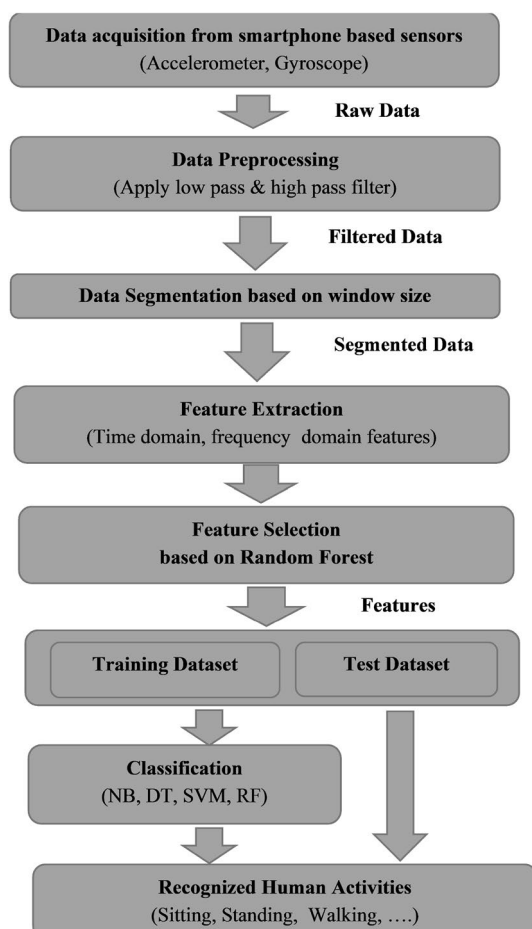 Data acquisition from smartphone based sensors
(Accelerometer, Gyroscope)
Raw Data
Data Preprocessing
(Apply low pass & high pass filter)
Filtered Data
Data Segmentation based on window size
Segmented Data
Feature Extraction
(Time domain, frequency domain features)
Feature Selection
based on Random Forest
Features
Training Dataset
Test Dataset
Classification
(NB, DT, SVM, RF)
Recognized Human Activities
(Sitting, Standing, Walking, ….)